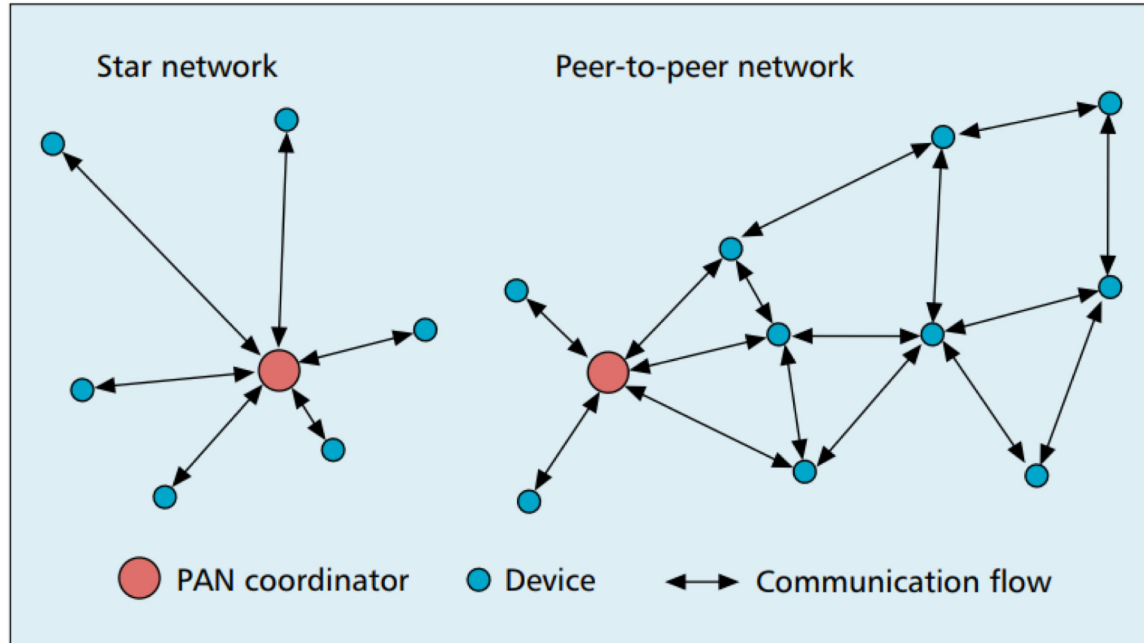 Star network
Peer-to-peer network
PAN coordinator
Device
Communication flow